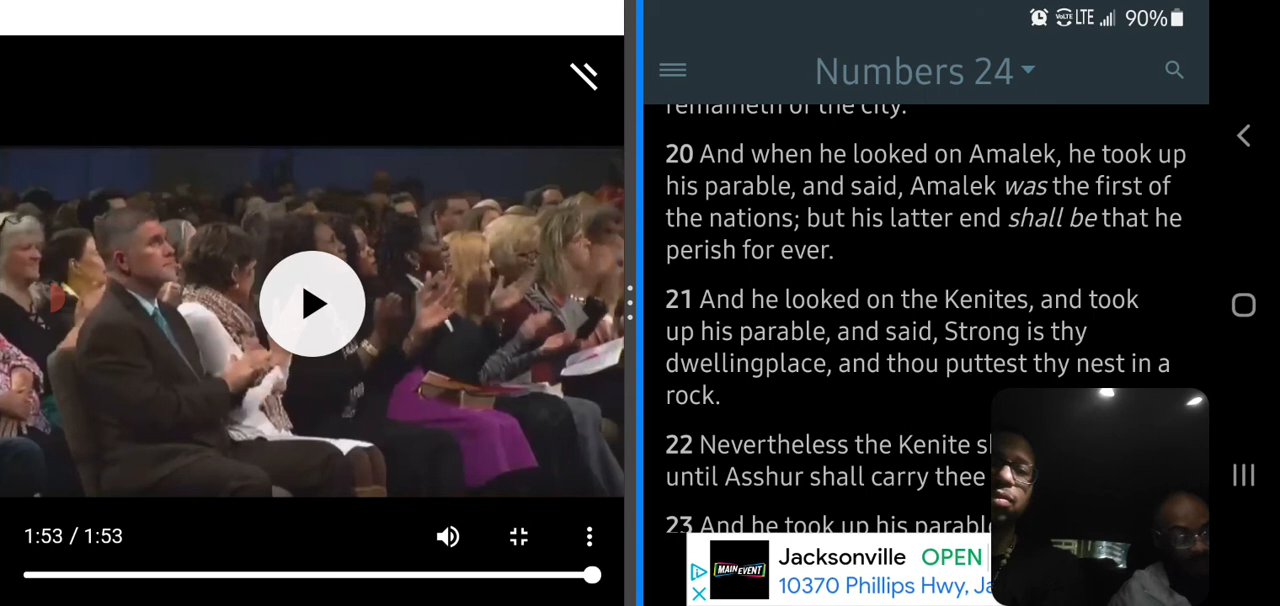 VoLTE LTE 90%
Numbers 24
remaineth of the city.
20 And when he looked on Amalek, he took up
his parable, and said, Amalek was the first of
the nations; but his latter end shall be that he
perish for ever.
21 And he looked on the Kenites, and took
up his parable, and said, Strong is thy
dwellingplace, and thou puttest thy nest in a
rock.
22 Nevertheless the Kenite
until Asshur shall carry thee
23 And he took up his
1:53 / 1:53
MAIN EVENT
Jacksonville OPEN
10370 Phillips Hwy,